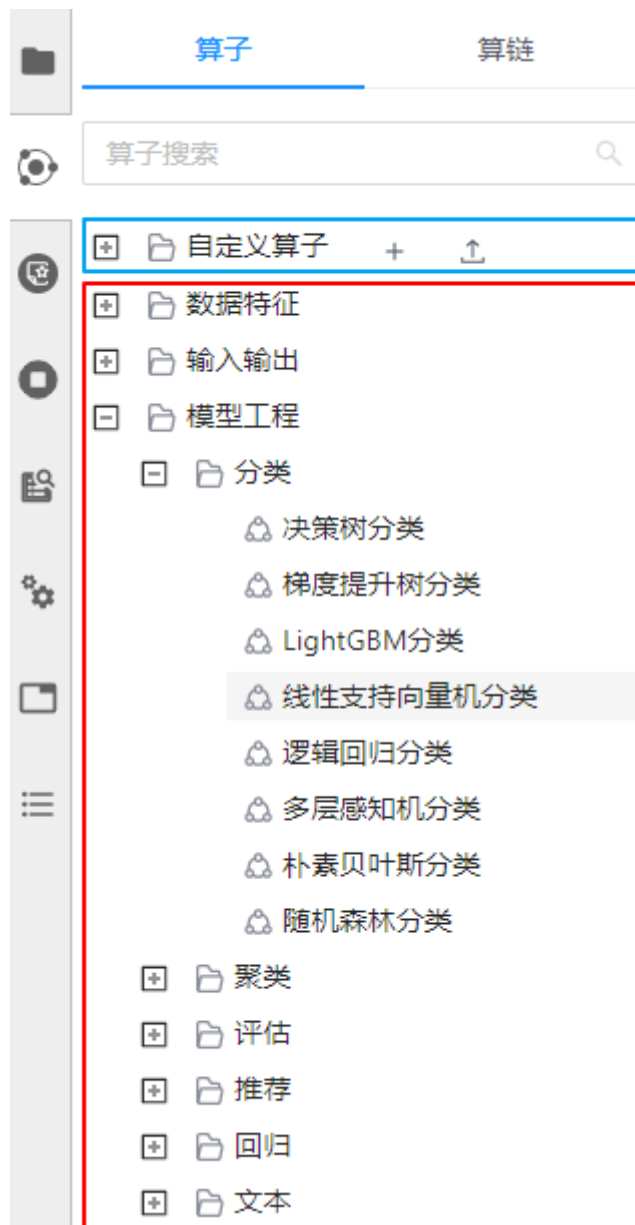 算子 算链
算子搜索
自定义算子
数据特征
输入输出
模型工程
分类
决策树分类
梯度提升树分类
LightGBM分类
线性支持向量机分类
逻辑回归分类
多层感知机分类
朴素贝叶斯分类
随机森林分类
聚类
评估
推荐
回归
文本